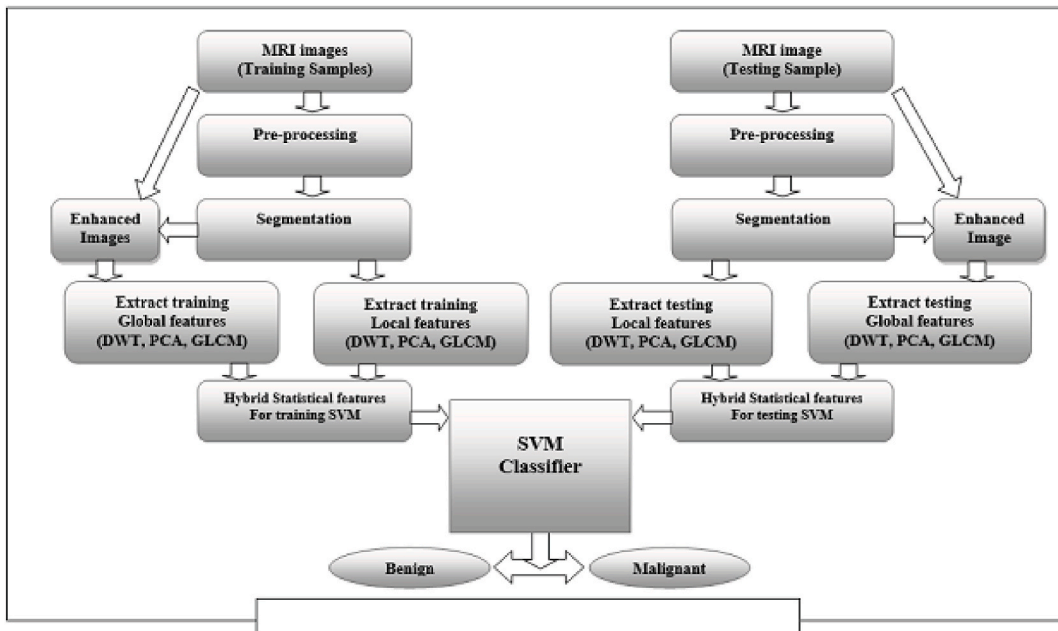 MRI images
(Training Samples)
MRI image
(Testing Sample)
Pre-processing
Pre-processing
Enhanced
Images
Segmentation
Segmentation
Enhanced
Image
Extract training
Global features
(DWT, PCA, GLCM)
Extract training
Local features
(DWT, PCA, GLCM)
Extract testing
Local features
(DWT, PCA, GLCM)
Extract testing
Global features
(DWT, PCA, GLCM)
Hybrid Statistical features
For training SVM
Hybrid Statistical features
For testing SVM
SVM
Classifier
Benign
Malignant